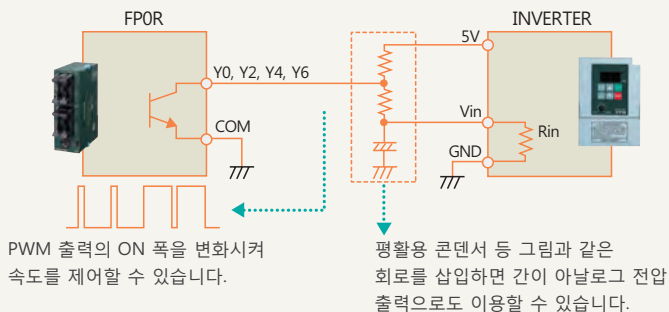 FP0R
INVERTER
5V
Y0, Y2, Y4, Y6
Vin
COM
Rin
GND
PWM 출력의 ON 폭을 변화시켜
속도를 제어할 수 있습니다.
평활용 콘덴서 등 그림과 같은
회로를 삽입하면 간이 아날로그 전압
출력으로도 이용할 수 있습니다.